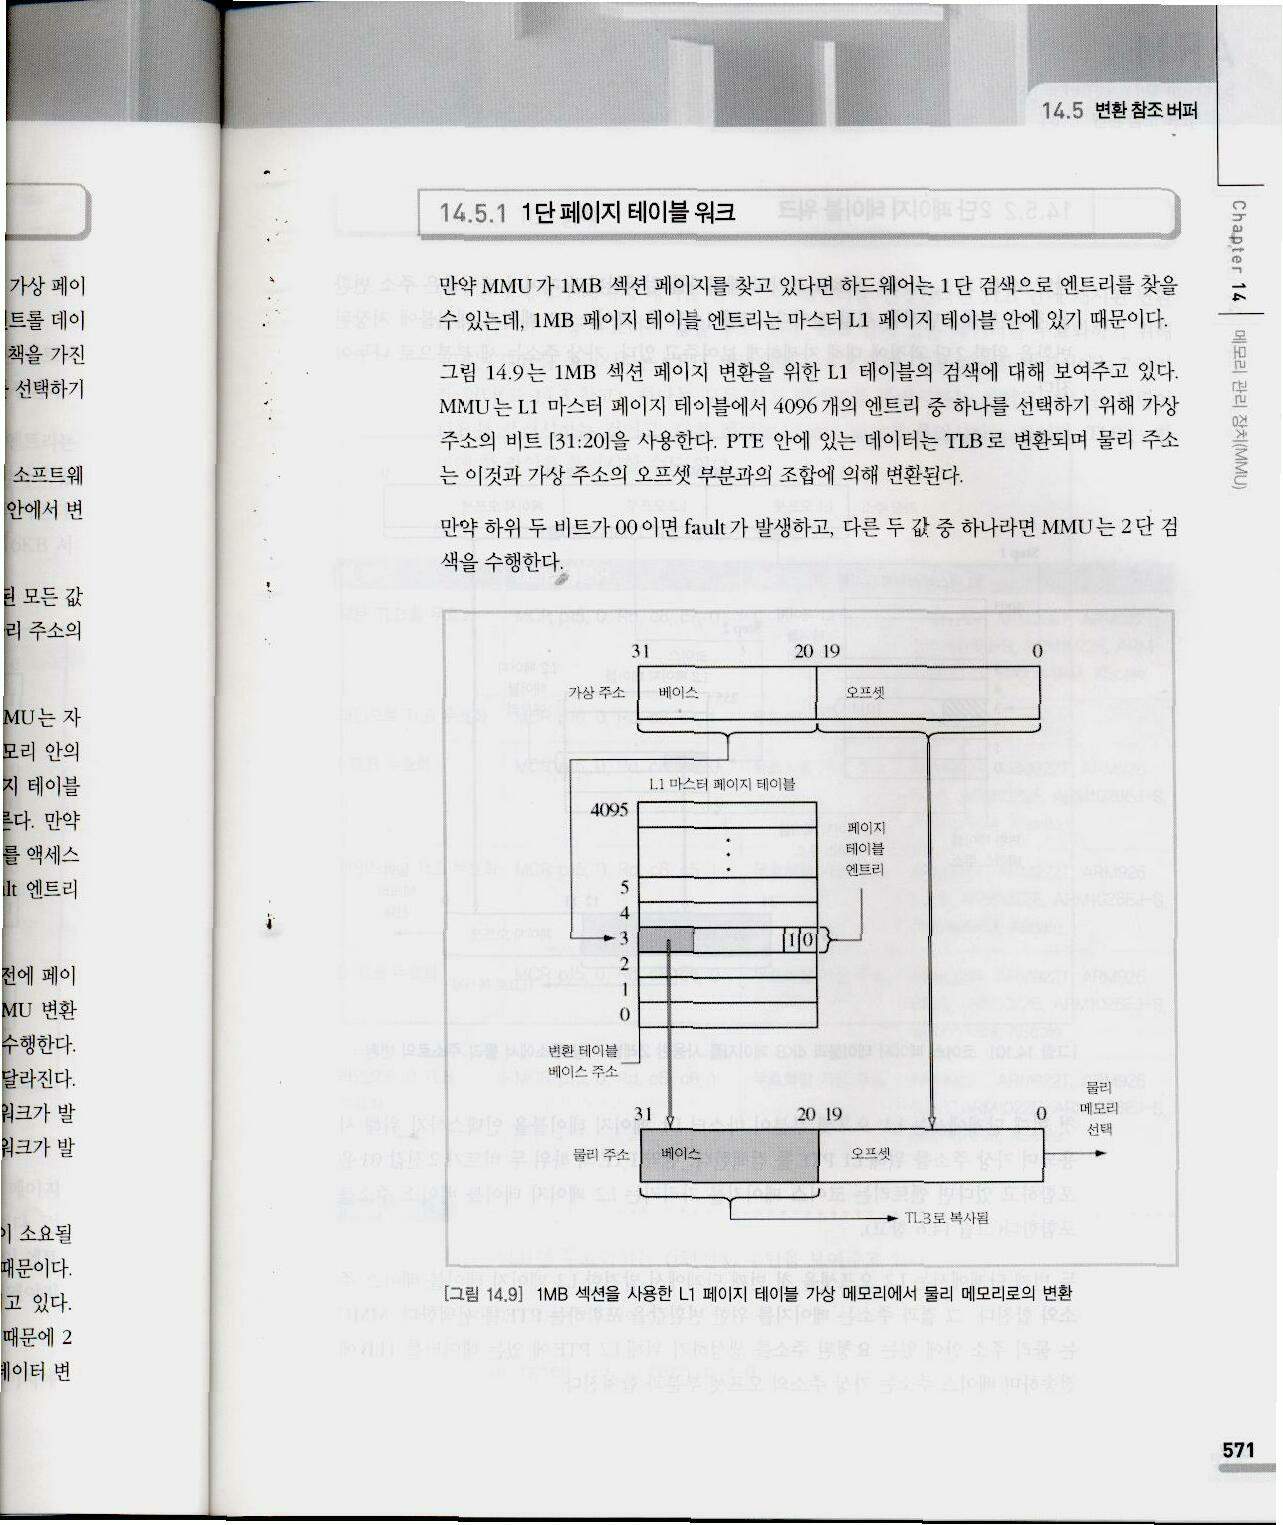 14.5 변환 참조 버퍼
14.5.1 1단 페이지 테이블 워크
만약 MMU가 1MB 섹션 페이지를 찾고 있다면 하드웨어는 1단 검색으로 엔트리를 찾을
수 있는데, 1MB 페이지 테이블 엔트리는 마스터 L1 페이지 테이블 안에 있기 때문이다.
그림 14.9는 1MB 섹션 페이지 변환을 위한 L1 테이블의 검색에 대해 보여주고 있다.
MMU는 L1 마스터 페이지 테이블에서 4096개의 엔트리 중 하나를 선택하기 위해 가상
주소의 비트 [31:20]을 사용한다. PTE 안에 있는 데이터는 TLB로 변환되며 물리 주소
는 이것과 가상 주소의 오프셋 부분과의 조합에 의해 변환된다.
만약 하위 두 비트가 00이면 fault가 발생하고, 다른 두 값 중 하나라면 MMU는 2단 검
색을 수행한다.
31 20 19 0
가상 주소 베이스 오프셋
L1 마스터 페이지 테이블
4095
페이지
테이블
엔트리
5
4
3 1 0
2
1
0
변환 테이블
베이스 주소
31 20 19 0
물리
메모리
선택
물리 주소 베이스 오프셋
TLB로 복사됨
[그림 14.9] 1MB 섹션을 사용한 L1 페이지 테이블 가상 메모리에서 물리 메모리로의 변환
Chapter 14
메모리 관리 장치(MMU)
571
가상 페이
트롤 데이
책을 가진
선택하기
소프트웨
안에서 변
된 모든 값
리 주소의
MU는 자
모리 안의
지 테이블
른다. 만약
를 액세스
ult 엔트리
전에 페이
MU 변환
수행한다.
달라진다.
워크가 발
워크가 발
이 소요될
때문이다.
고 있다.
때문에 2
데이터 변